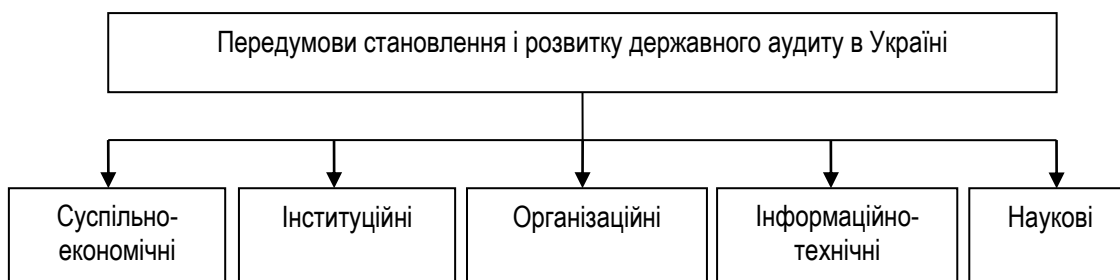 Передумови становлення і розвитку державного аудиту в Україні
Суспільно-
економічні
Інституційні
Організаційні
Інформаційно-
технічні
Наукові